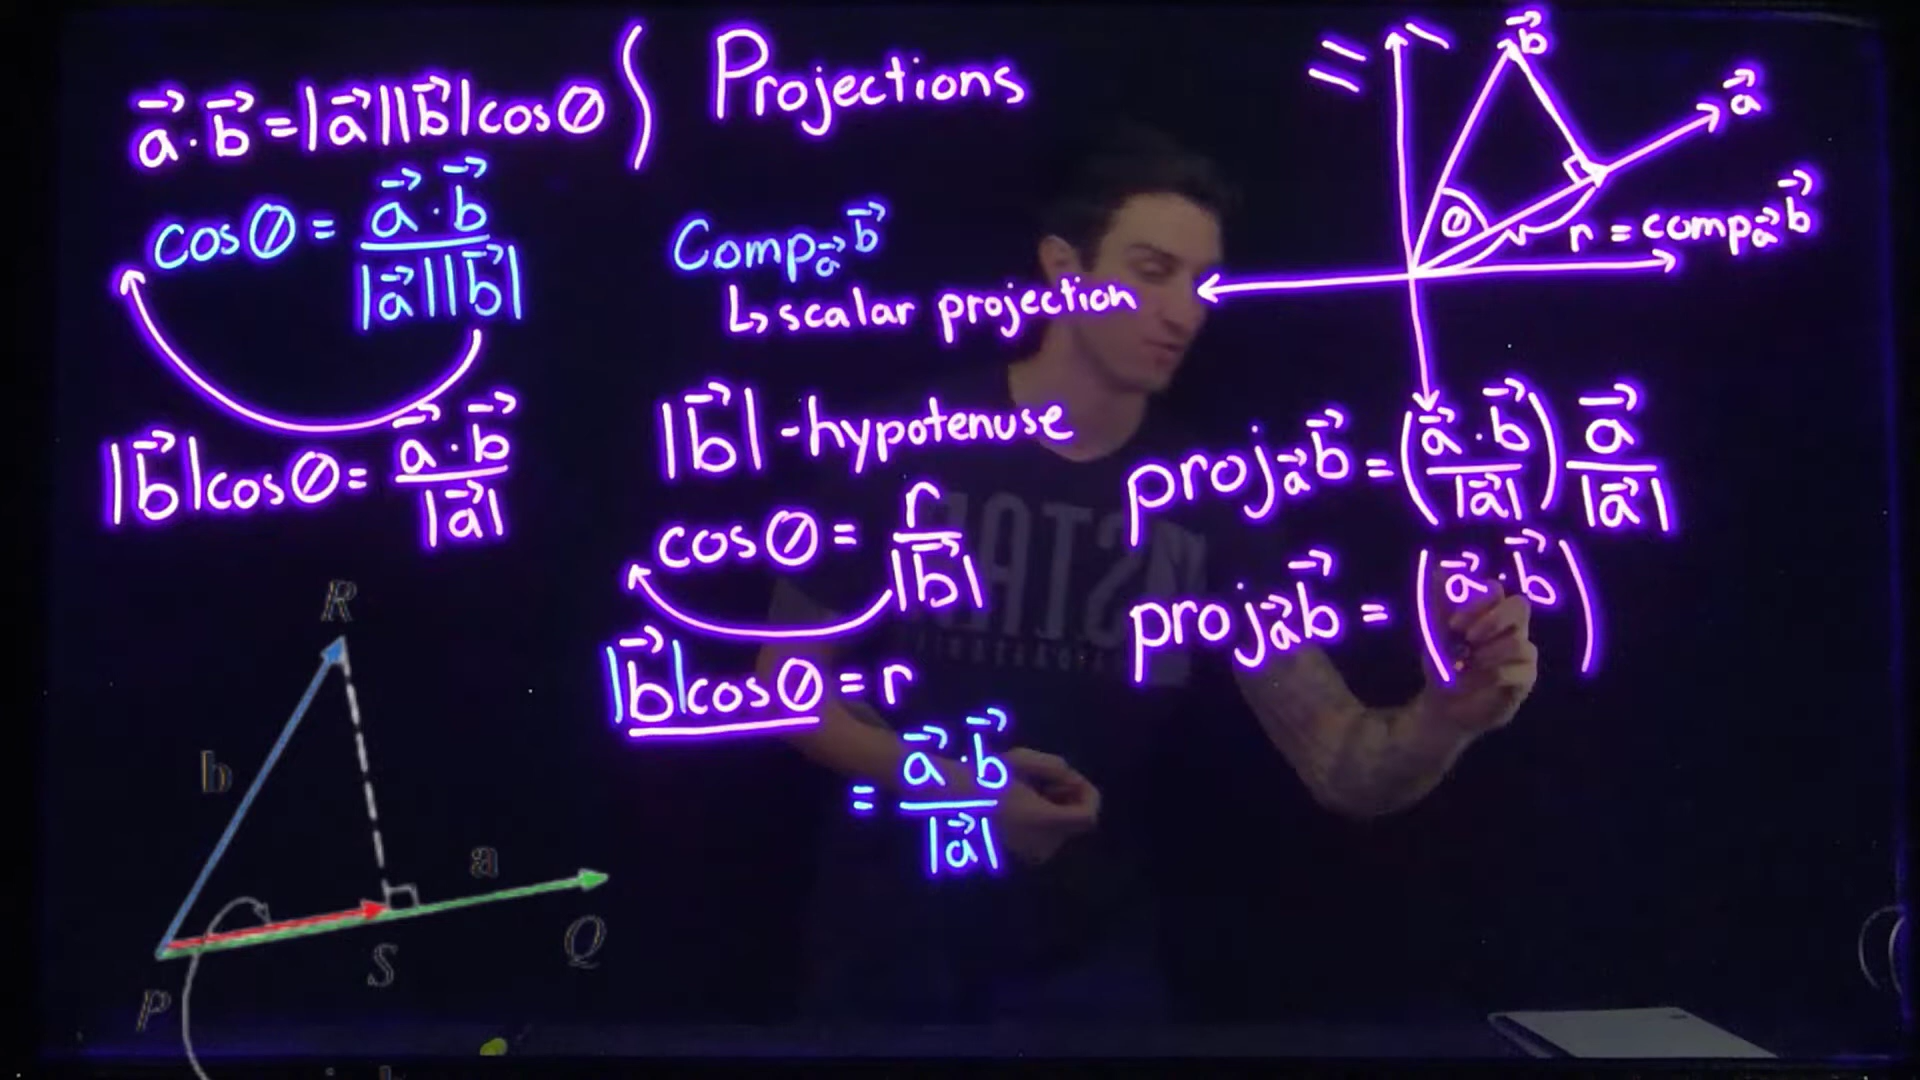 a⃗ · b⃗ = |a⃗||b⃗|cosθ
cosθ = a⃗ · b⃗ / |a⃗||b⃗|
|b⃗|cosθ = a⃗ · b⃗ / |a⃗|
R
b
a
P
S
Q
Projections
Comp_a⃗ b⃗
↳ scalar projection
|b⃗| - hypotenuse
cosθ = r / |b⃗|
|b⃗|cosθ = r
= a⃗ · b⃗ / |a⃗|
b⃗
a⃗
θ
r = comp_a⃗ b⃗
proj_a⃗ b⃗ = (a⃗ · b⃗ / |a⃗|) a⃗ / |a⃗|
proj_a⃗ b⃗ = (a⃗ · b⃗)